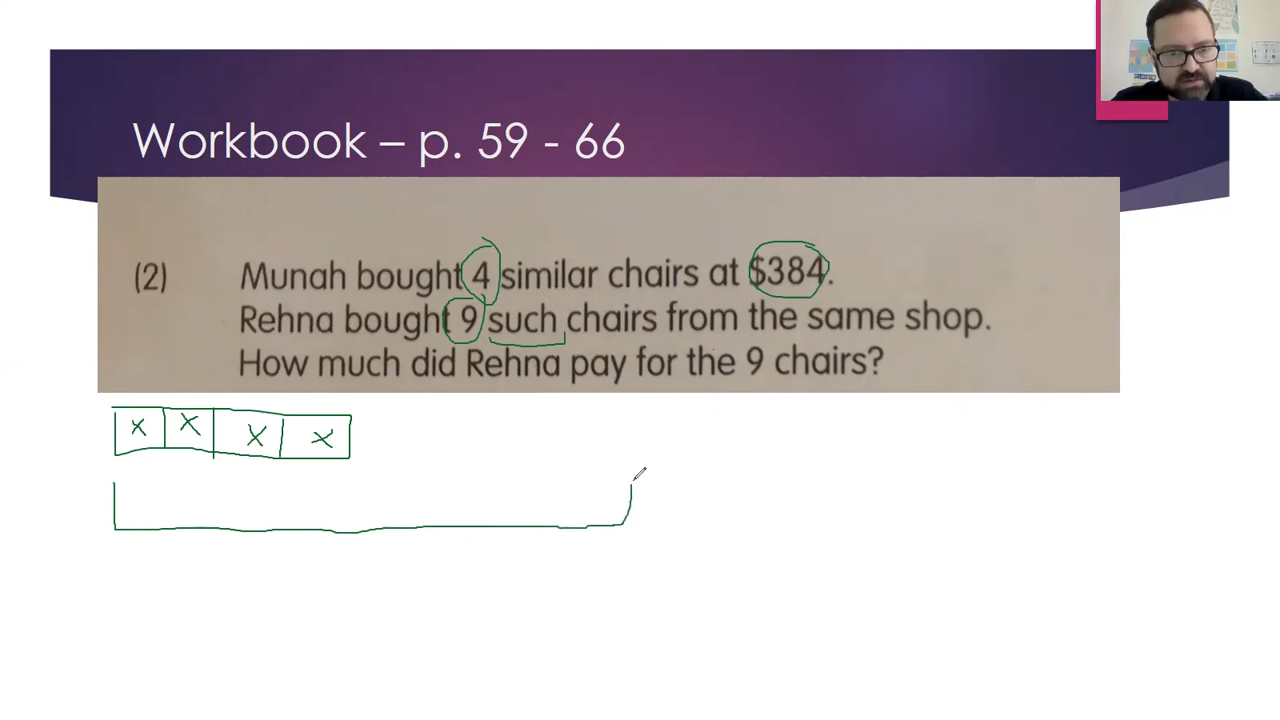 Workbook – p. 59 - 66
(2) Munah bought 4 similar chairs at $384.
Rehna bought 9 such chairs from the same shop.
How much did Rehna pay for the 9 chairs?
x x x x